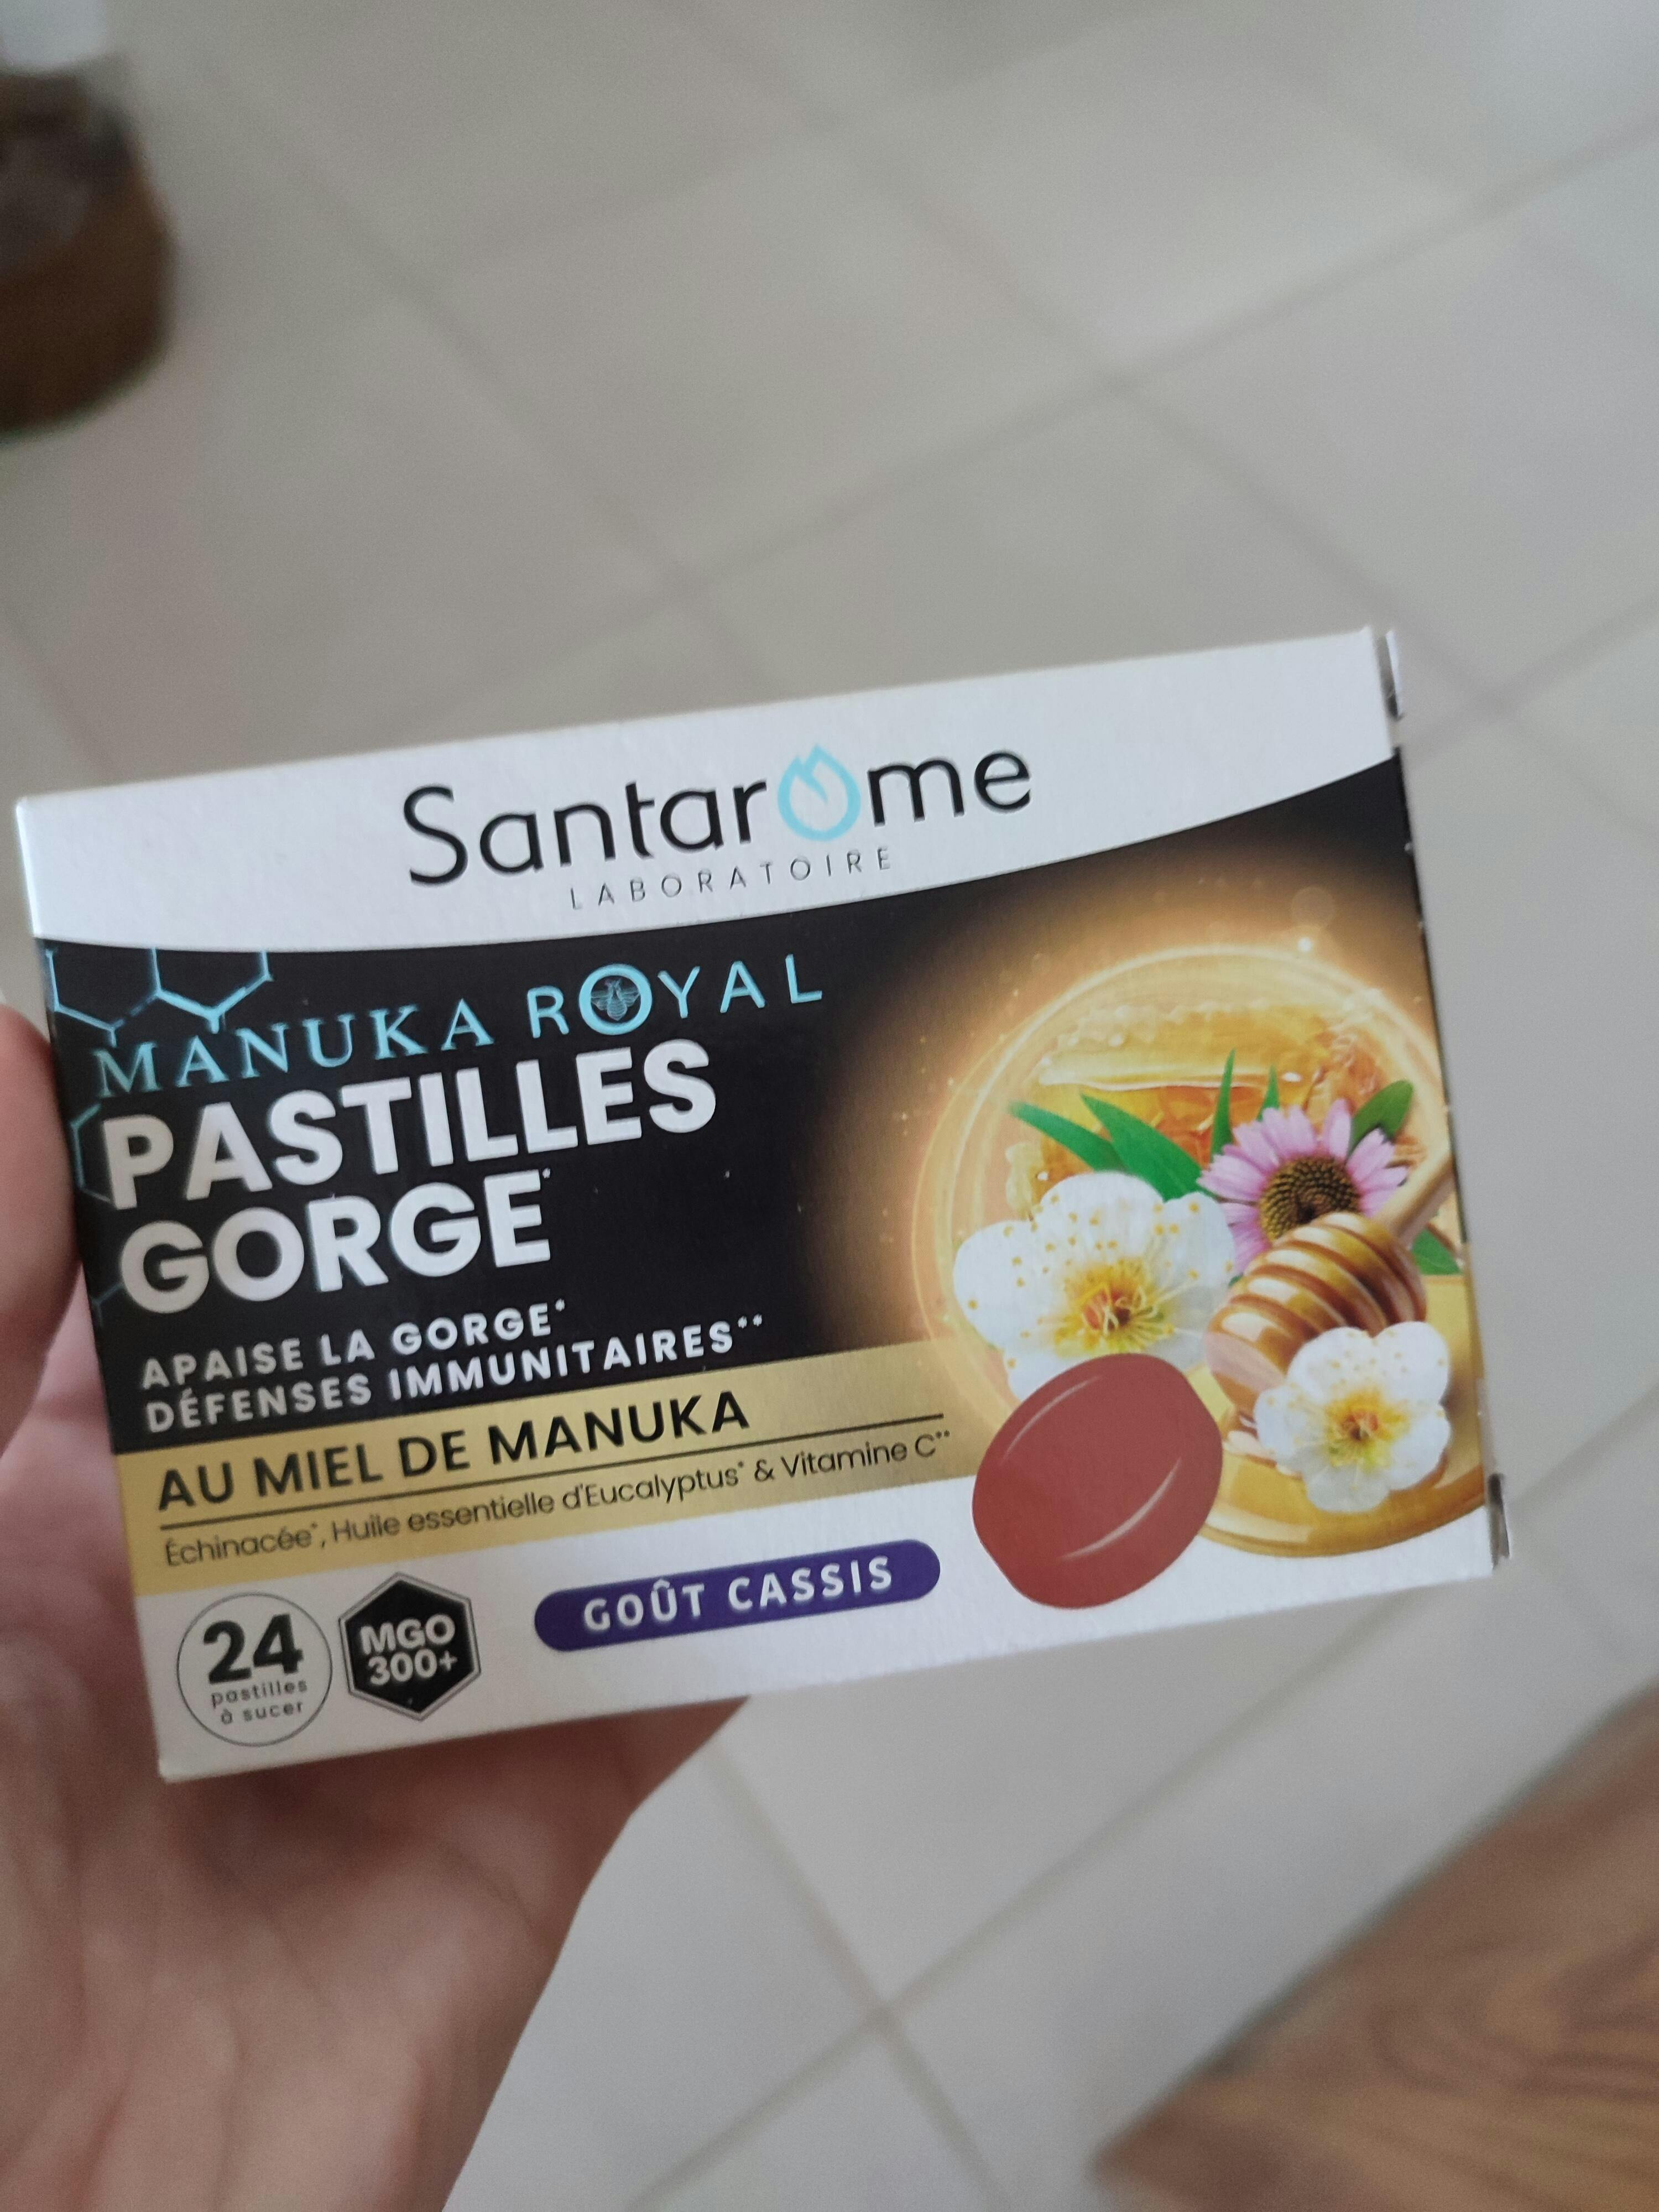 Santarome
LABORATOIRE
MANUKA ROYAL
PASTILLES
GORGE*
APAISE LA GORGE*
DÉFENSES IMMUNITAIRES**
AU MIEL DE MANUKA
Échinacée*, Huile essentielle d'Eucalyptus* & Vitamine C**
24
pastilles
à sucer
MGO
300+
GOÛT CASSIS